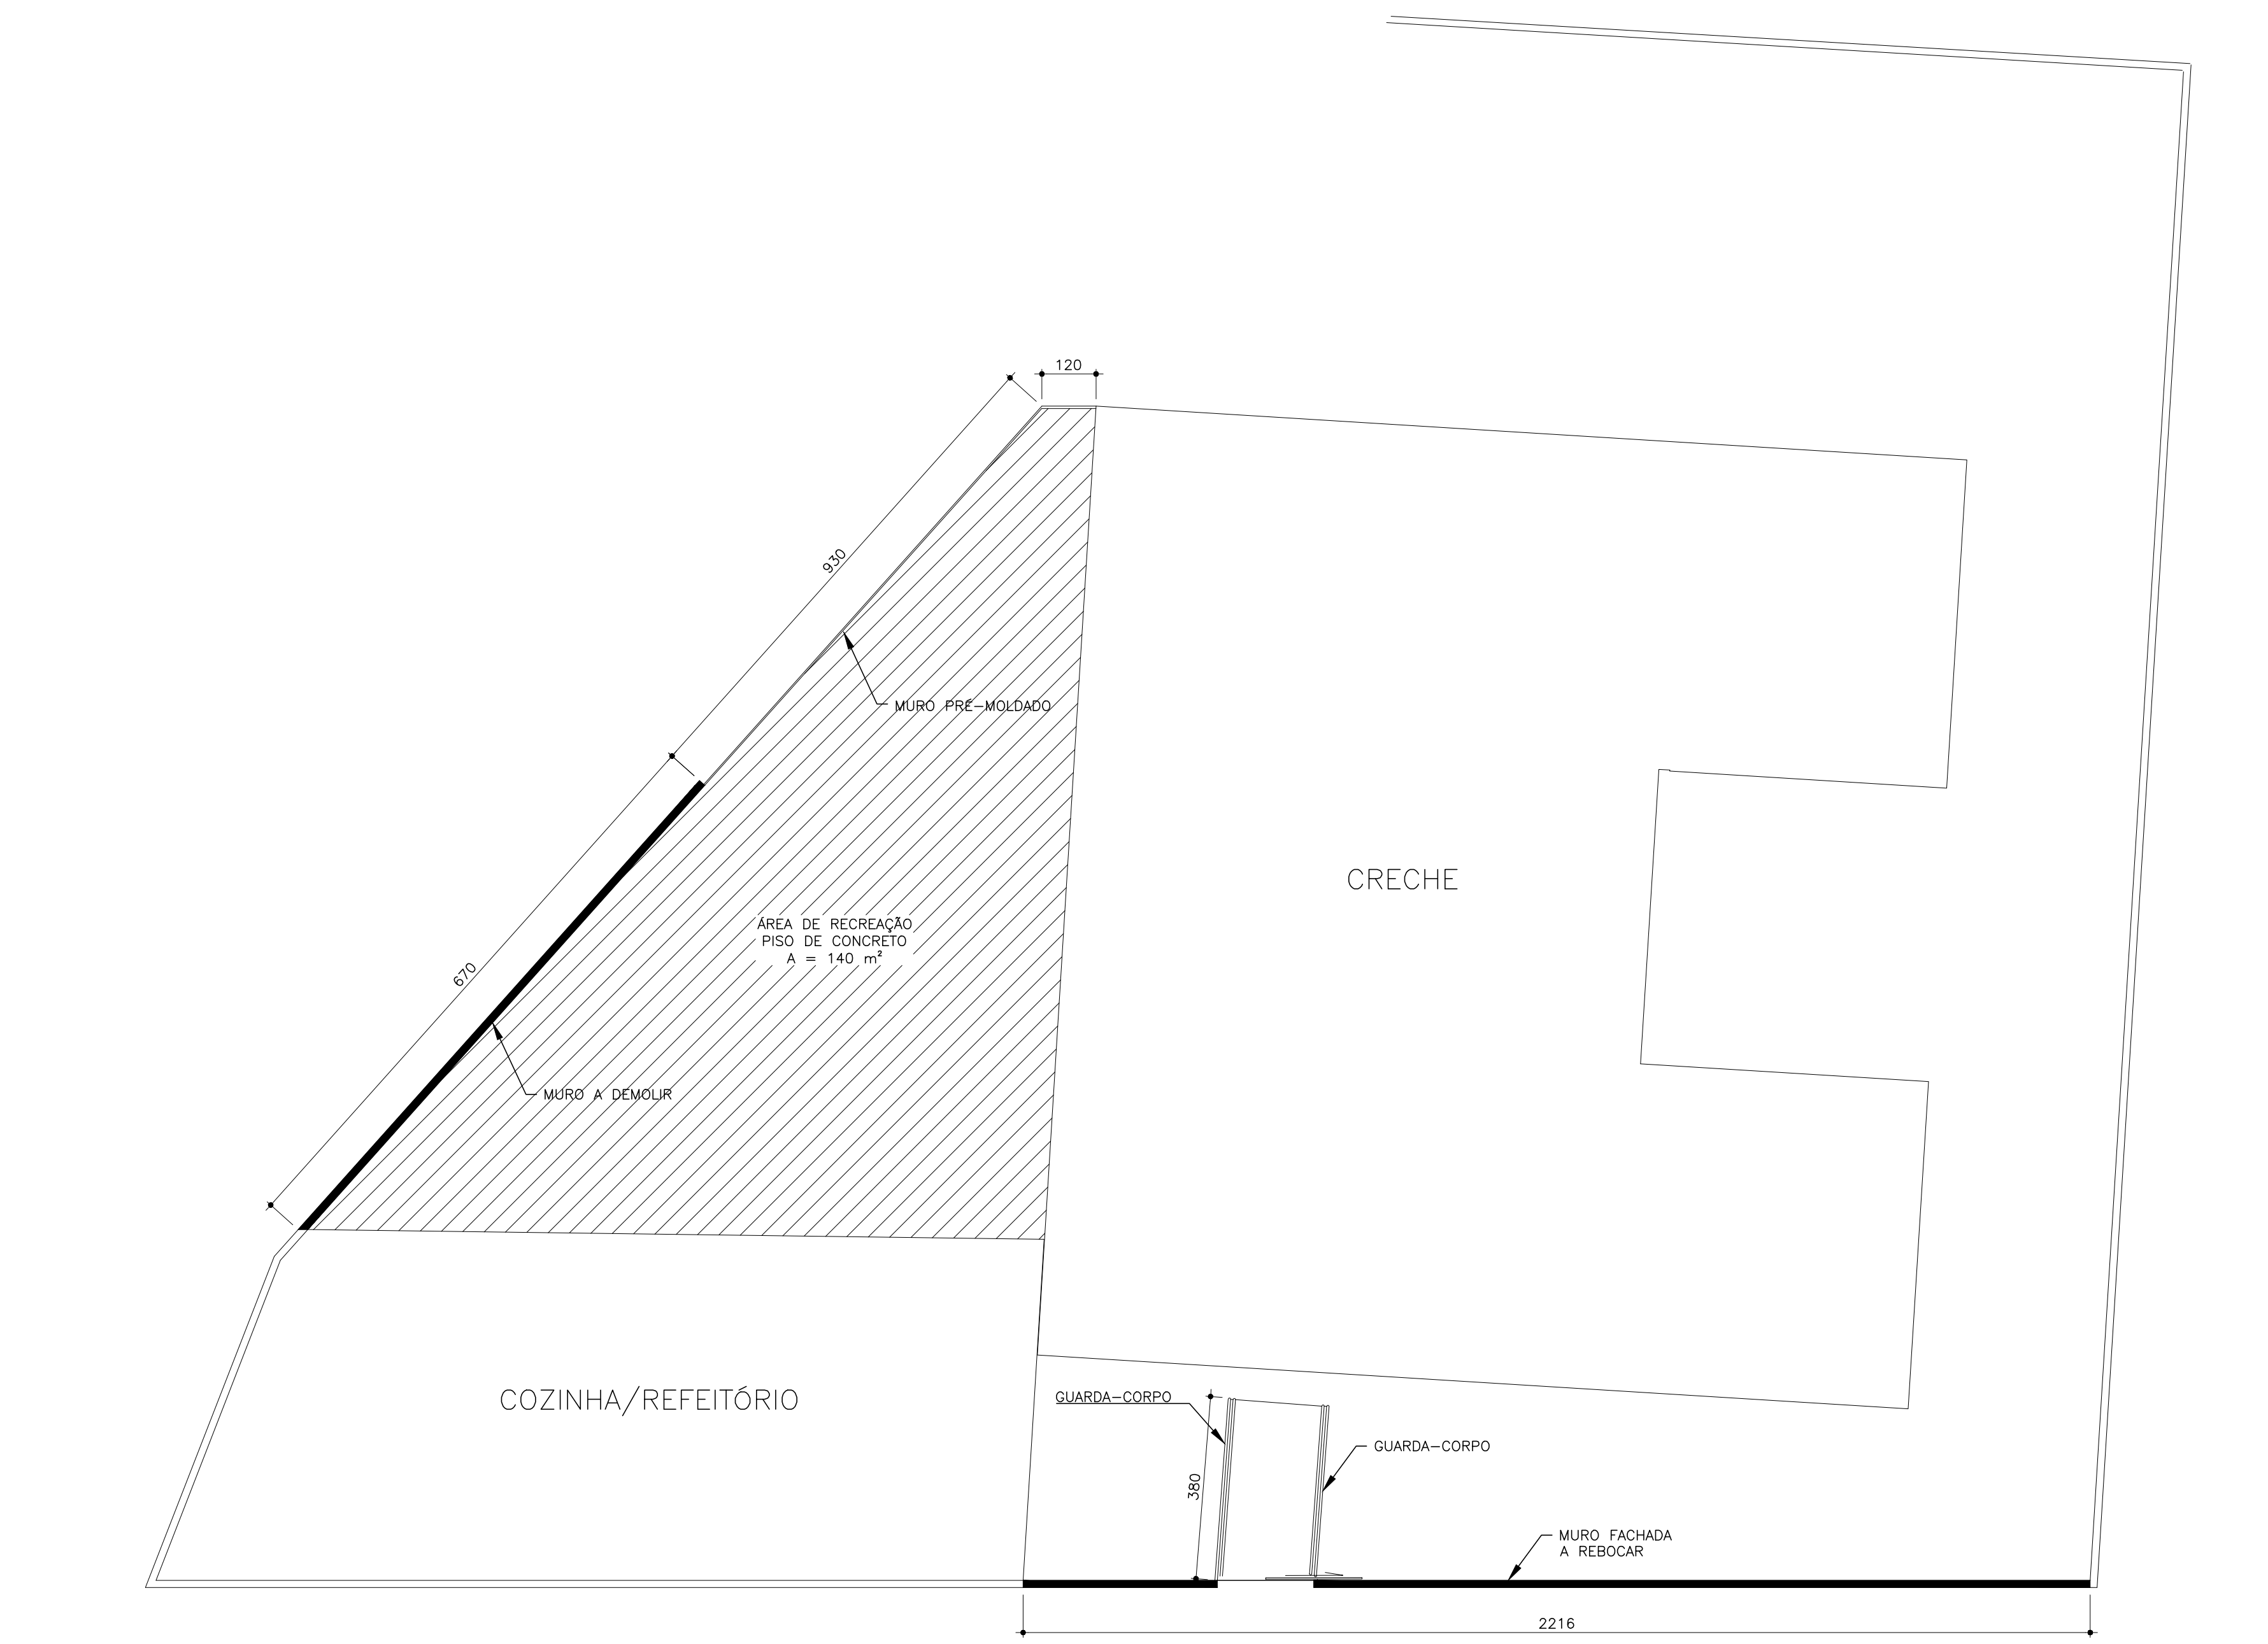 120
930
MURO PRÉ-MOLDADO
CRECHE
ÁREA DE RECREAÇÃO
PISO DE CONCRETO
A = 140 m²
670
MURO A DEMOLIR
COZINHA/REFEITÓRIO
GUARDA-CORPO
GUARDA-CORPO
380
MURO FACHADA
A REBOCAR
2216